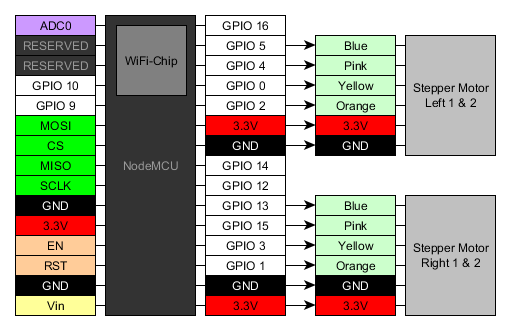 ADC0 GPIO 16
RESERVED WiFi-Chip GPIO 5 Blue
RESERVED GPIO 4 Pink
GPIO 10 GPIO 0 Yellow Stepper Motor
GPIO 9 GPIO 2 Orange Left 1 & 2
MOSI 3.3V 3.3V
CS GND GND
MISO NodeMCU GPIO 14
SCLK GPIO 12
GND GPIO 13 Blue
3.3V GPIO 15 Pink
EN GPIO 3 Yellow Stepper Motor
RST GPIO 1 Orange Right 1 & 2
GND GND GND
Vin 3.3V 3.3V